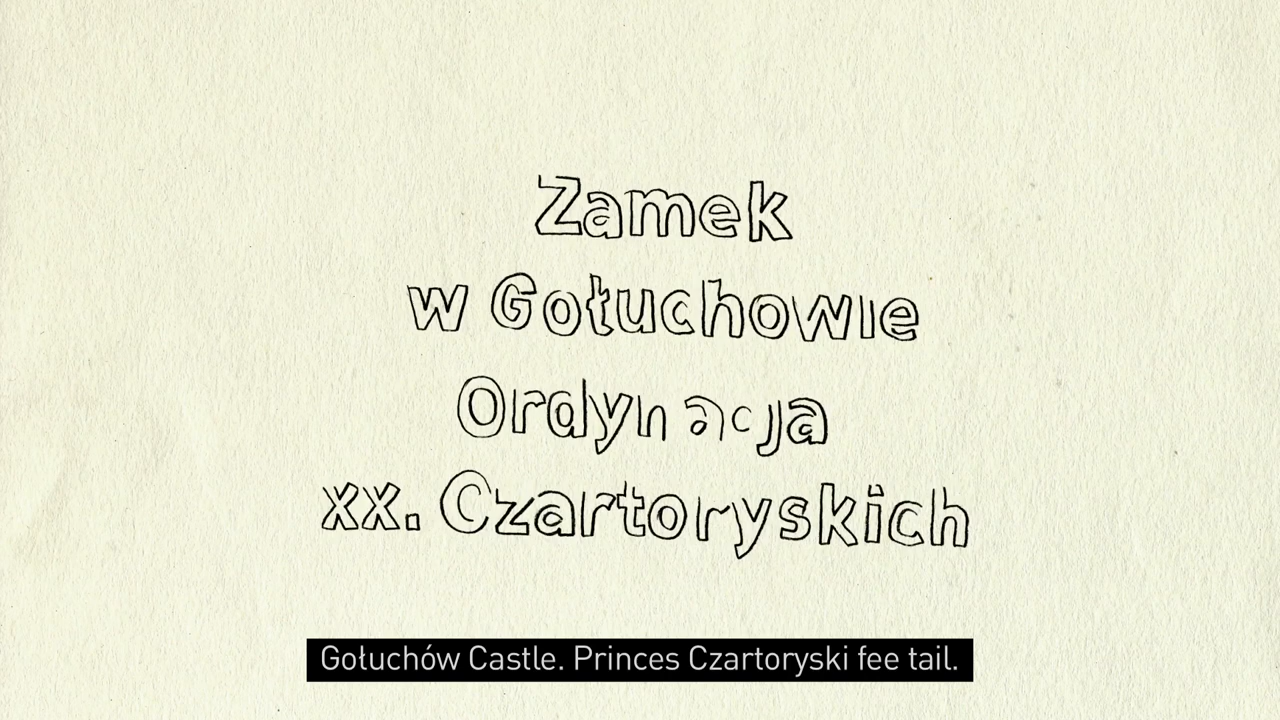 Zamek
w Gołuchowie
Ordynacja
xx. Czartoryskich
Gołuchów Castle. Princes Czartoryski fee tail.